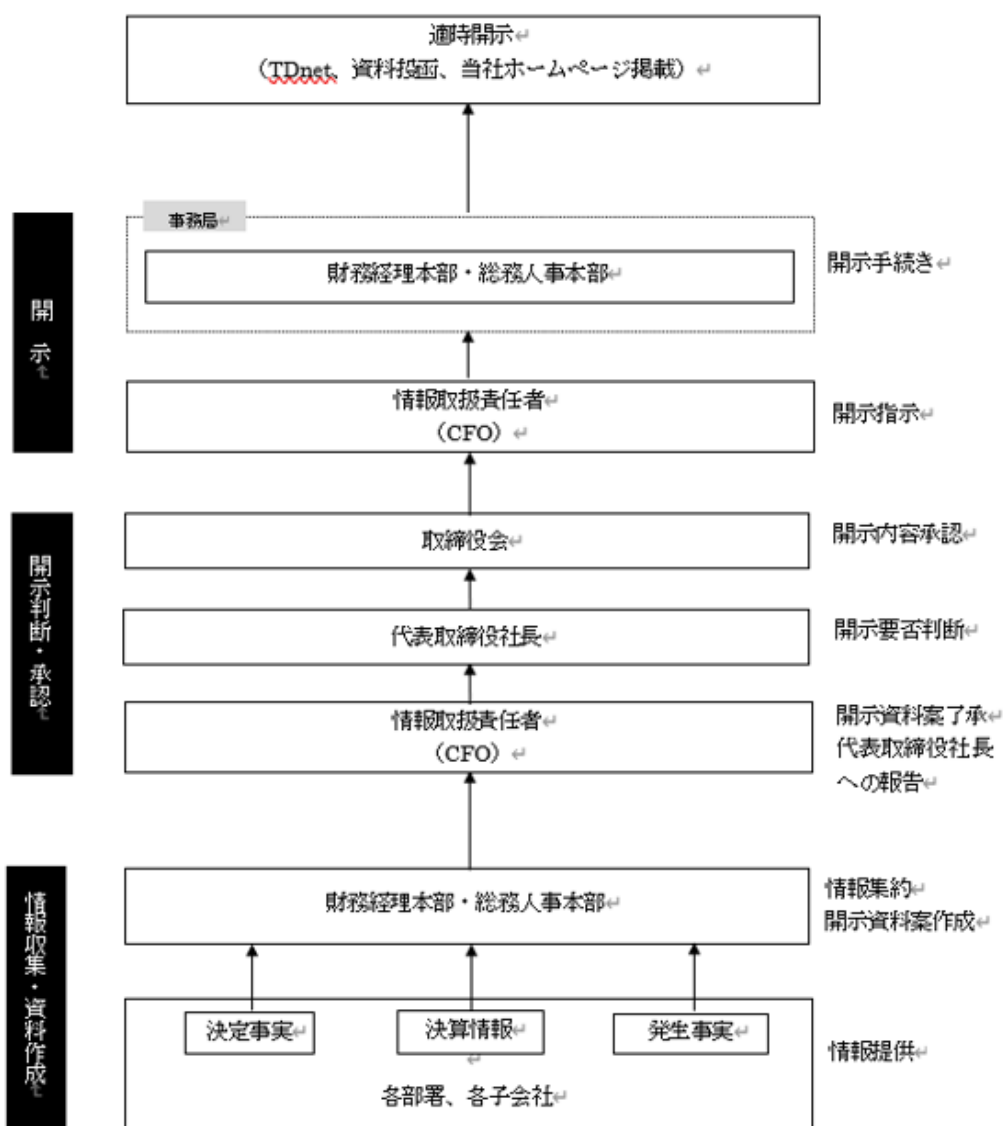 適時開示
（TDnet、資料投函、当社ホームページ掲載）
事務局
財務経理本部・総務人事本部
開示手続き
開示
情報取扱責任者
（CFO）
開示指示
取締役会
開示内容承認
開示判断・承認
代表取締役社長
開示要否判断
情報取扱責任者
（CFO）
開示資料案了承
代表取締役社長
への報告
財務経理本部・総務人事本部
情報集約
開示資料案作成
情報収集・資料作成
決定事実
決算情報
発生事実
情報提供
各部署、各子会社